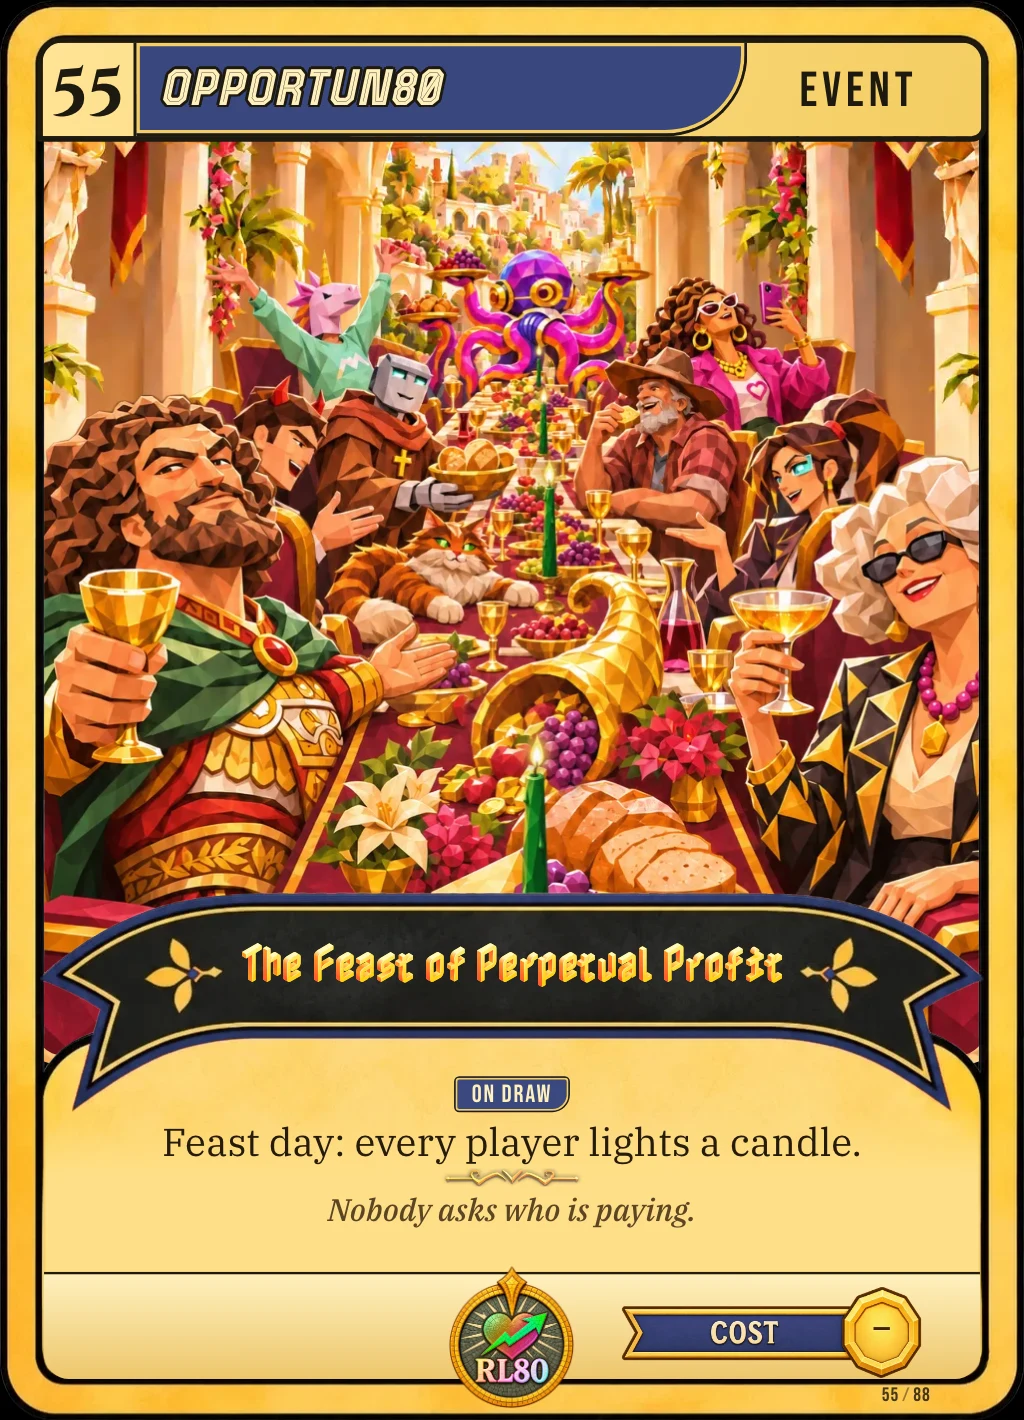 55
OPPORTUN80
EVENT
The Feast of Perpetual Profit
ON DRAW
Feast day: every player lights a candle.
Nobody asks who is paying.
RL80
COST
–
55 / 88